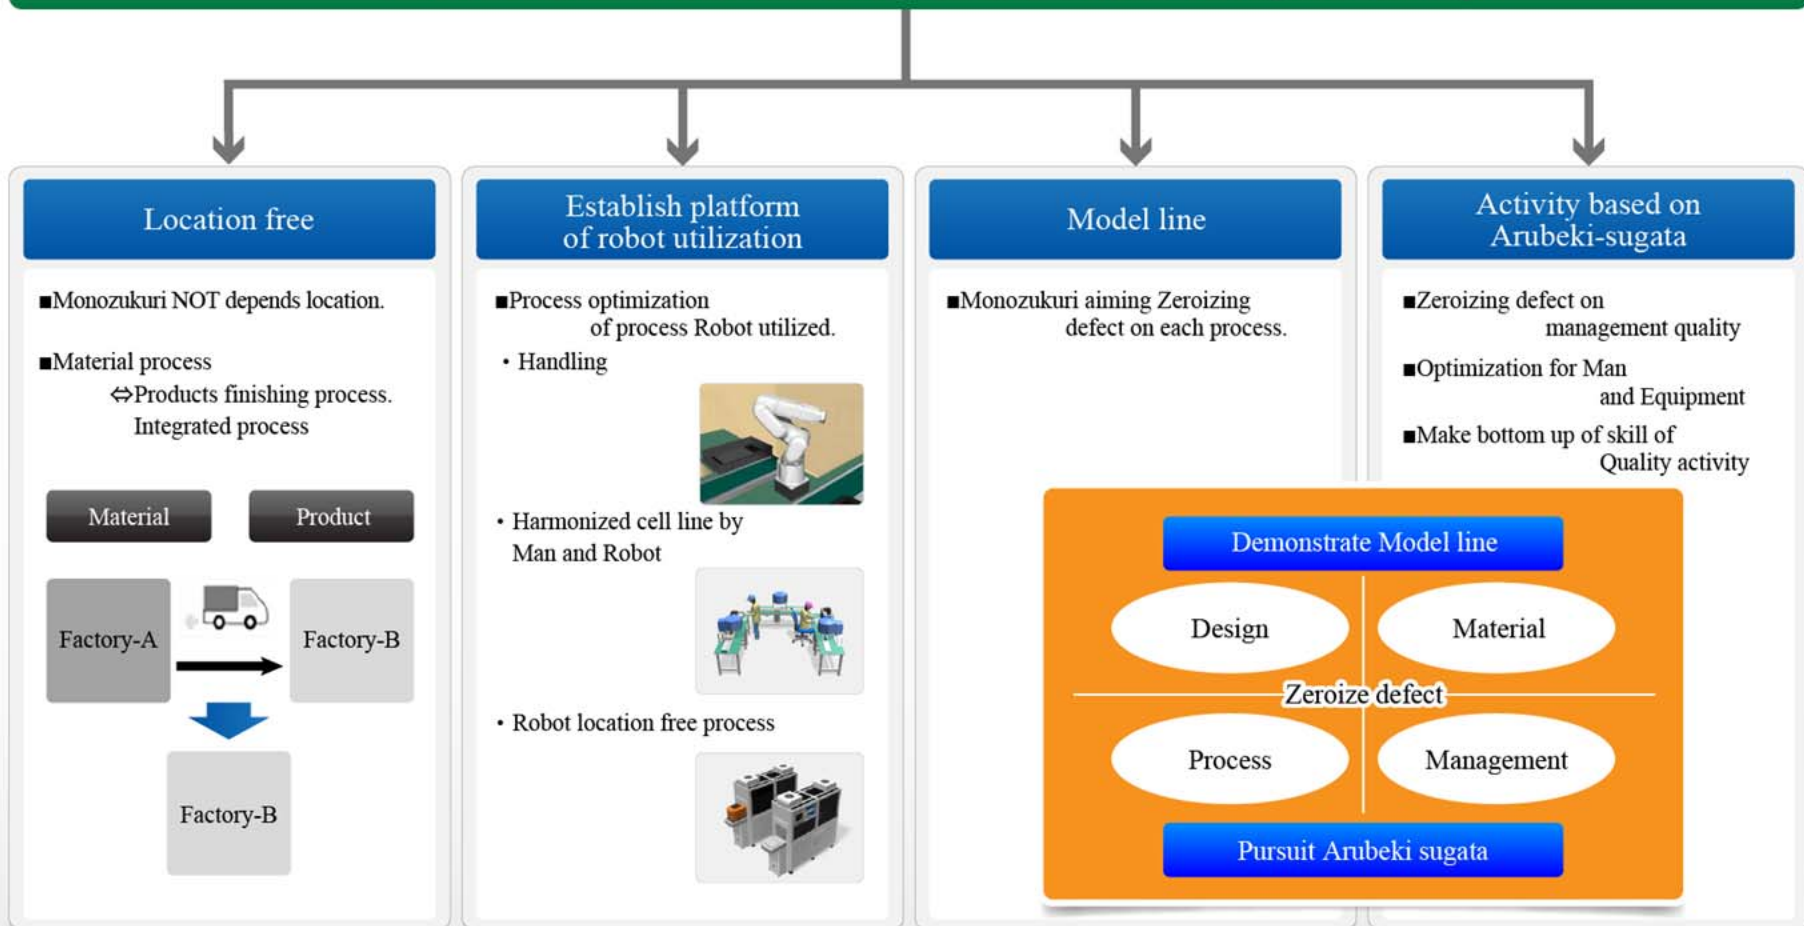 Location free
■Monozukuri NOT depends location.
■Material process
⇔Products finishing process.
Integrated process
Material
Product
Factory-A
Factory-B
Factory-B
Establish platform
of robot utilization
■Process optimization
of process Robot utilized.
・Handling
・Harmonized cell line by
Man and Robot
・Robot location free process
Model line
■Monozukuri aiming Zeroizing
defect on each process.
Activity based on
Arubeki-sugata
■Zeroizing defect on
management quality
■Optimization for Man
and Equipment
■Make bottom up of skill of
Quality activity
Demonstrate Model line
Design
Material
Zeroize defect
Process
Management
Pursuit Arubeki sugata